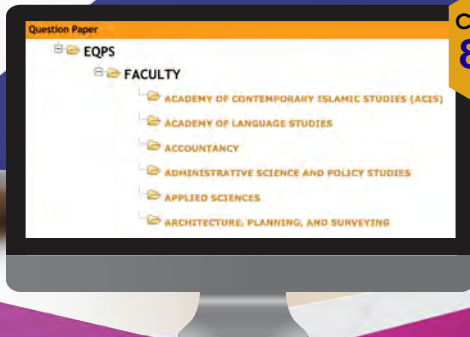 Question Paper
EQPS
FACULTY
ACADEMY OF CONTEMPORARY ISLAMIC STUDIES (ACIS)
ACADEMY OF LANGUAGE STUDIES
ACCOUNTANCY
ADMINISTRATIVE SCIENCE AND POLICY STUDIES
APPLIED SCIENCES
ARCHITECTURE, PLANNING, AND SURVEYING